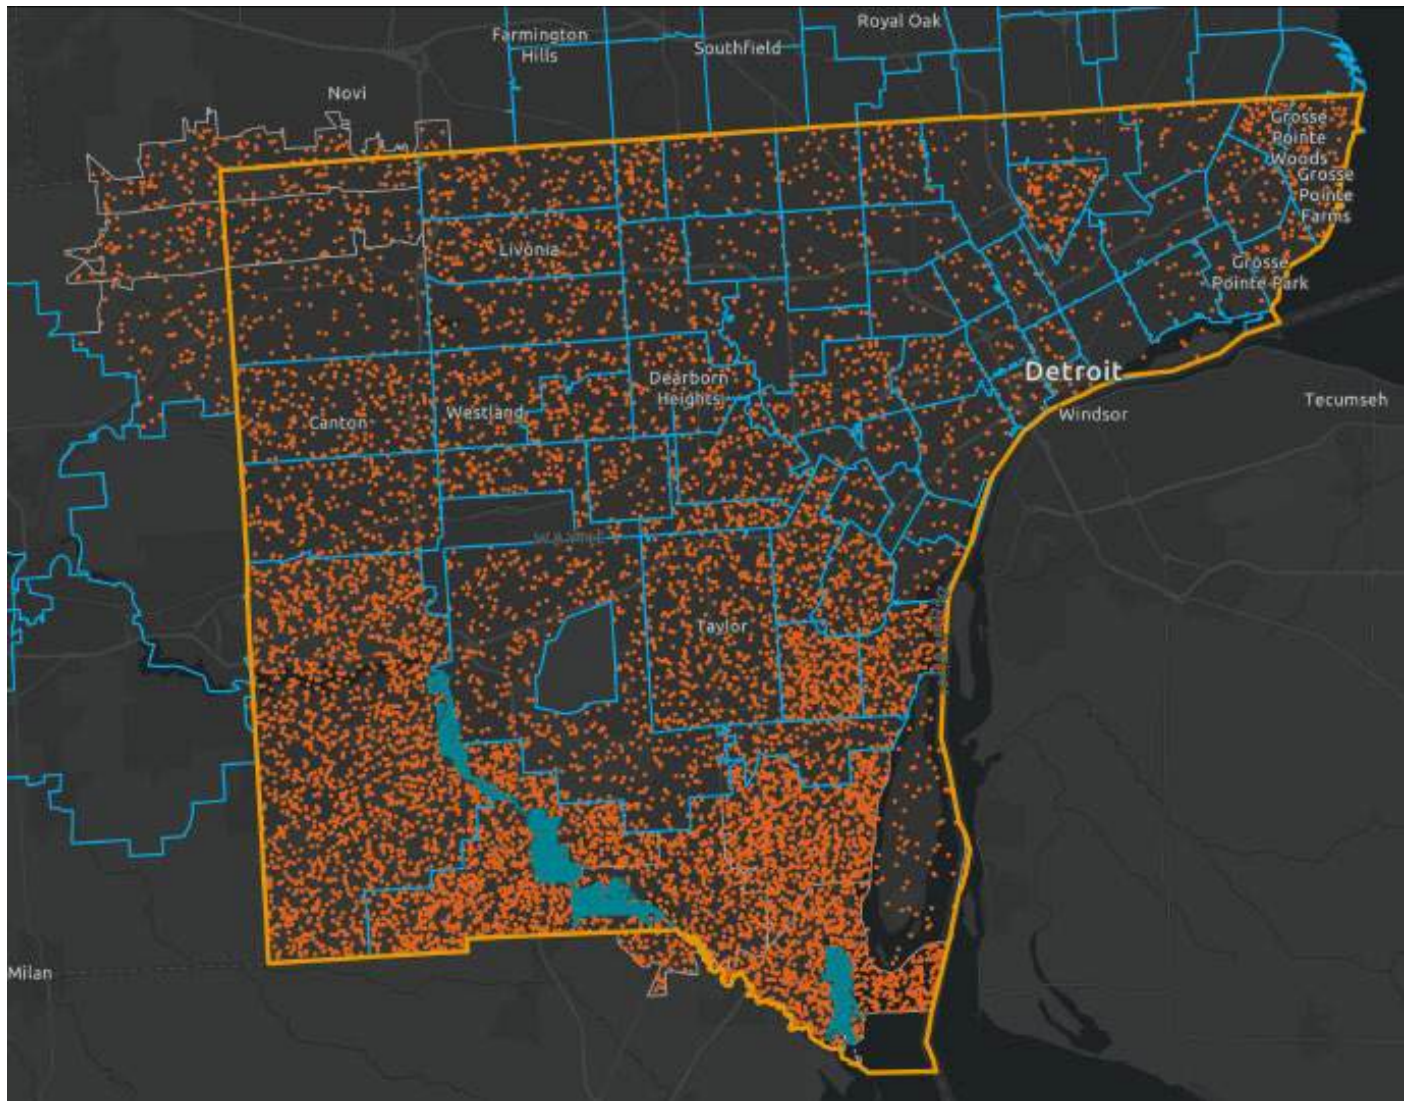 Royal Oak
Farmington
Hills
Southfield
Novi
Grosse
Pointe
Woods
Grosse
Pointe
Farms
Livonia
Grosse
Pointe Park
Detroit
Dearborn
Heights
Tecumseh
Windsor
Westland
Canton
WAYNE
Taylor
Milan